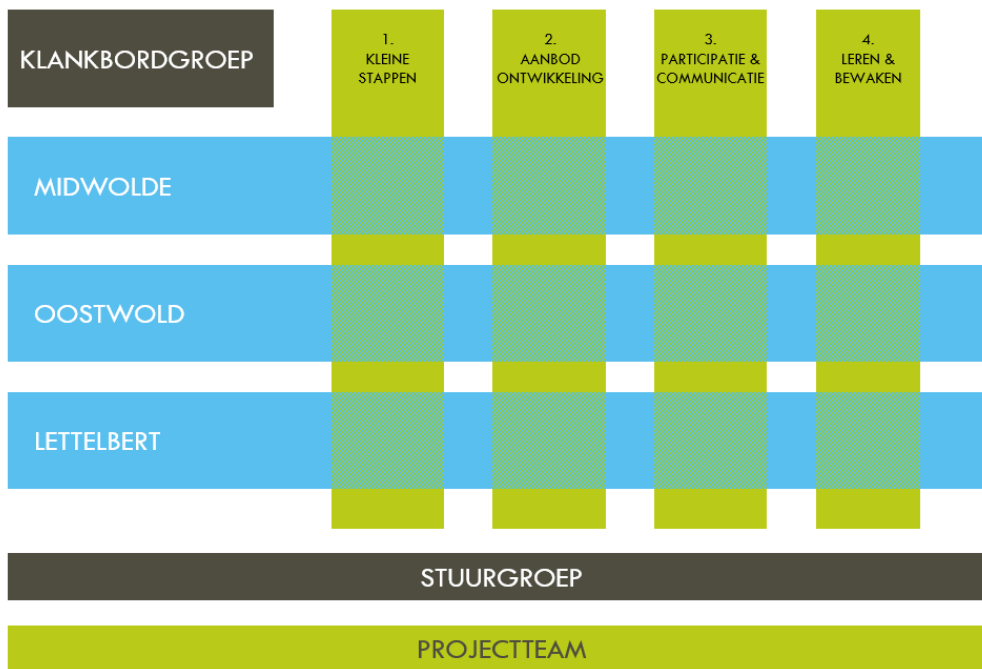 KLANKBORDGROEP
1.
KLEINE
STAPPEN
2.
AANBOD
ONTWIKKELING
3.
PARTICIPATIE &
COMMUNICATIE
4.
LEREN &
BEWAKEN
MIDWOLDE
OOSTWOLD
LETTELBERT
STUURGROEP
PROJECTTEAM